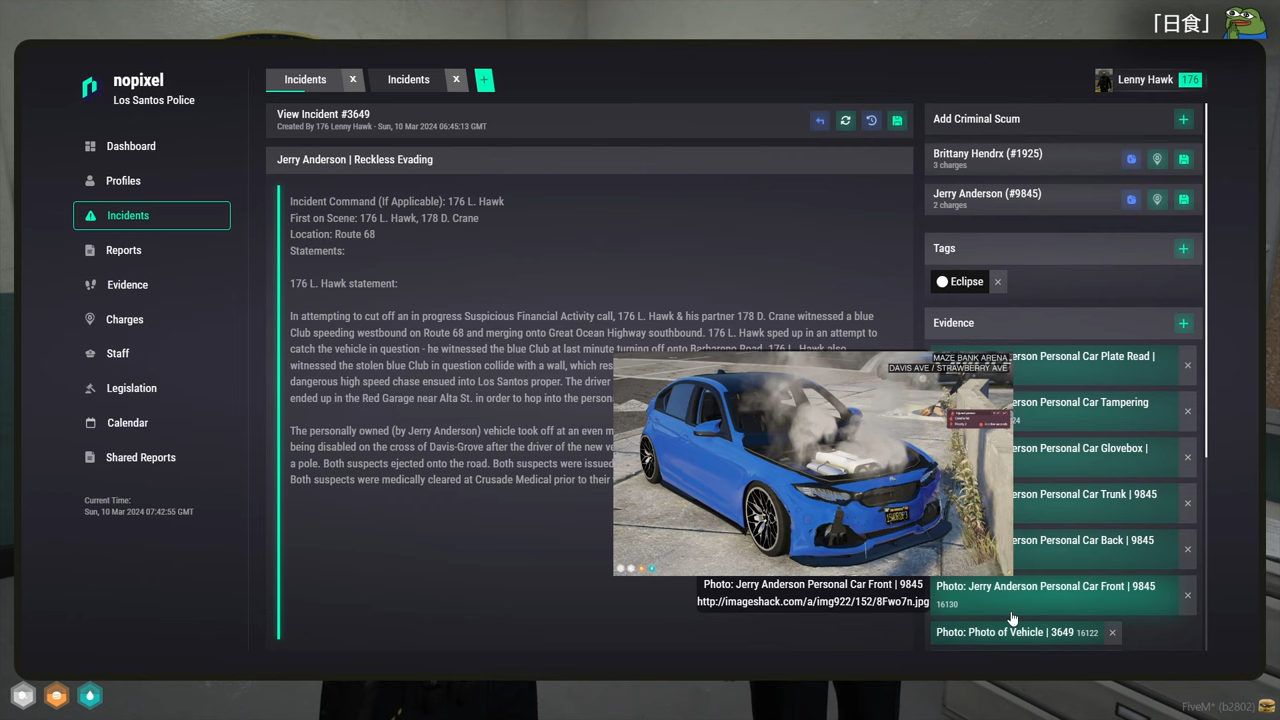 「日食」
nopixel
Los Santos Police
Dashboard
Profiles
Incidents
Reports
Evidence
Charges
Staff
Legislation
Calendar
Shared Reports
Current Time:
Sun, 10 Mar 2024 07:42:55 GMT
Incidents x
Incidents x
+
Lenny Hawk 176
View Incident #3649
Created By 176 Lenny Hawk - Sun, 10 Mar 2024 06:45:13 GMT
Jerry Anderson | Reckless Evading
Incident Command (If Applicable): 176 L. Hawk
First on Scene: 176 L. Hawk, 178 D. Crane
Location: Route 68
Statements:
176 L. Hawk statement:
In attempting to cut off an in progress Suspicious Financial Activity call, 176 L. Hawk & his partner 178 D. Crane witnessed a blue
Club speeding westbound on Route 68 and merging onto Great Ocean Highway southbound. 176 L. Hawk sped up in an attempt to
catch the vehicle in question - he witnessed the blue Club at last minute turning off onto Barbareno Road. 176 L. Hawk also
witnessed the stolen blue Club in question collide with a wall, which res
dangerous high speed chase ensued into Los Santos proper. The driver
ended up in the Red Garage near Alta St. in order to hop into the person
The personally owned (by Jerry Anderson) vehicle took off at an even m
being disabled on the cross of Davis-Grove after the driver of the new ve
a pole. Both suspects ejected onto the road. Both suspects were issued
Both suspects were medically cleared at Crusade Medical prior to their
MAZE BANK ARENA
DAVIS AVE / STRAWBERRY AVE
Photo: Jerry Anderson Personal Car Front | 9845
http://imageshack.com/a/img922/152/8Fwo7n.jpg
Add Criminal Scum
Brittany Hendrx (#1925)
3 charges
Jerry Anderson (#9845)
2 charges
Tags
Eclipse
Evidence
erson Personal Car Plate Read |
erson Personal Car Tampering
24
erson Personal Car Glovebox |
erson Personal Car Trunk | 9845
erson Personal Car Back | 9845
Photo: Jerry Anderson Personal Car Front | 9845
16130
Photo: Photo of Vehicle | 3649 16122
FiveM* (b2802)